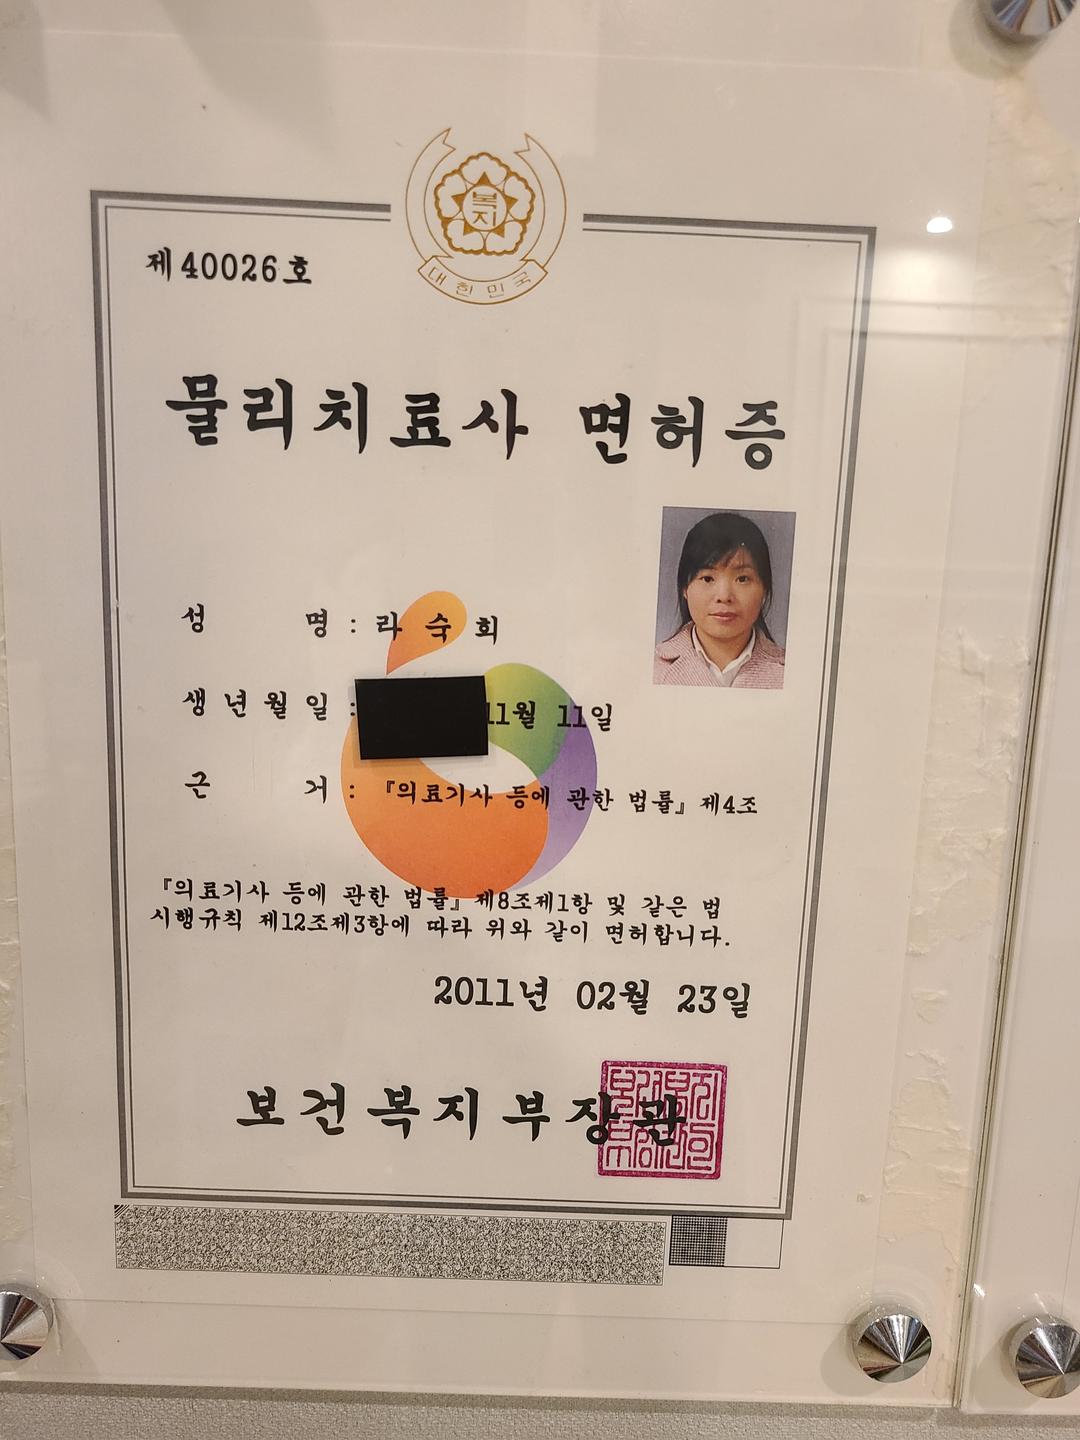 복지
대한민국
제40026호
물리치료사 면허증
성 명 : 라숙희
생년월일 : 11월 11일
근 거 : 『의료기사 등에 관한 법률』 제4조
『의료기사 등에 관한 법률』 제8조제1항 및 같은 법
시행규칙 제12조제3항에 따라 위와 같이 면허합니다.
2011년 02월 23일
보건복지부장관